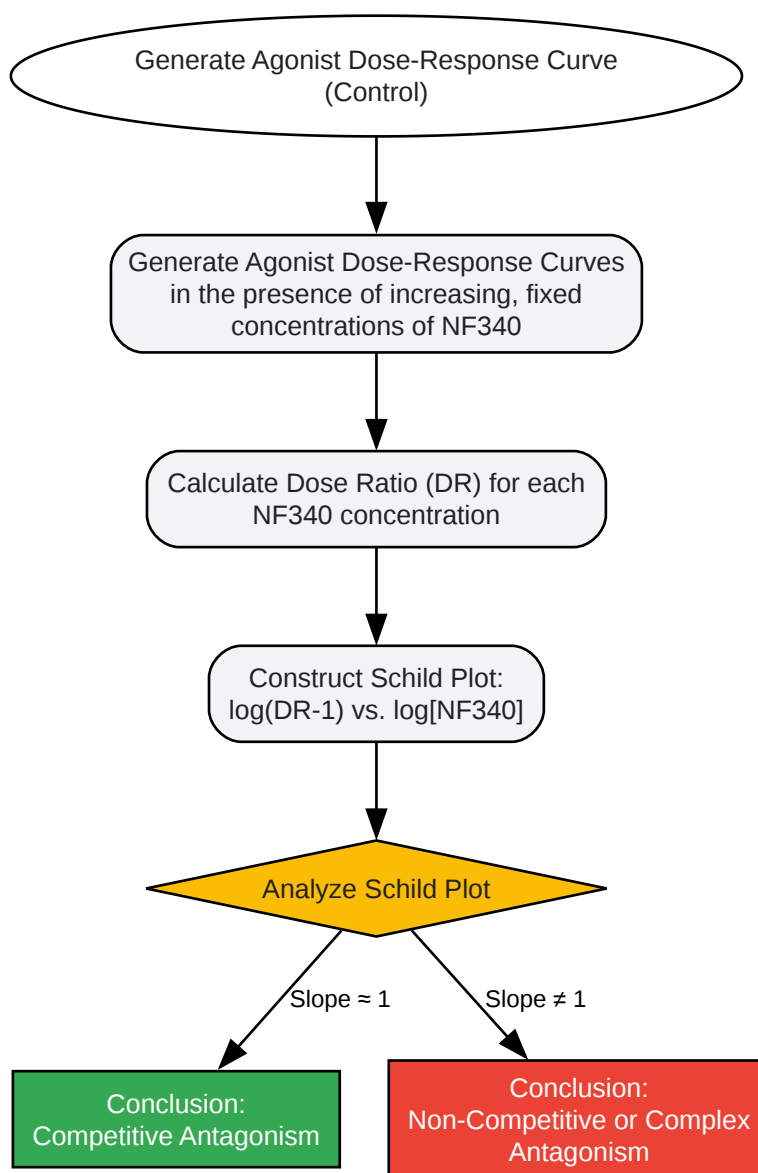 Generate Agonist Dose-Response Curve
(Control)
Generate Agonist Dose-Response Curves
in the presence of increasing, fixed
concentrations of NF340
Calculate Dose Ratio (DR) for each
NF340 concentration
Construct Schild Plot:
log(DR-1) vs. log[NF340]
Analyze Schild Plot
Slope ≈ 1
Slope ≠ 1
Conclusion:
Competitive Antagonism
Conclusion:
Non-Competitive or Complex
Antagonism